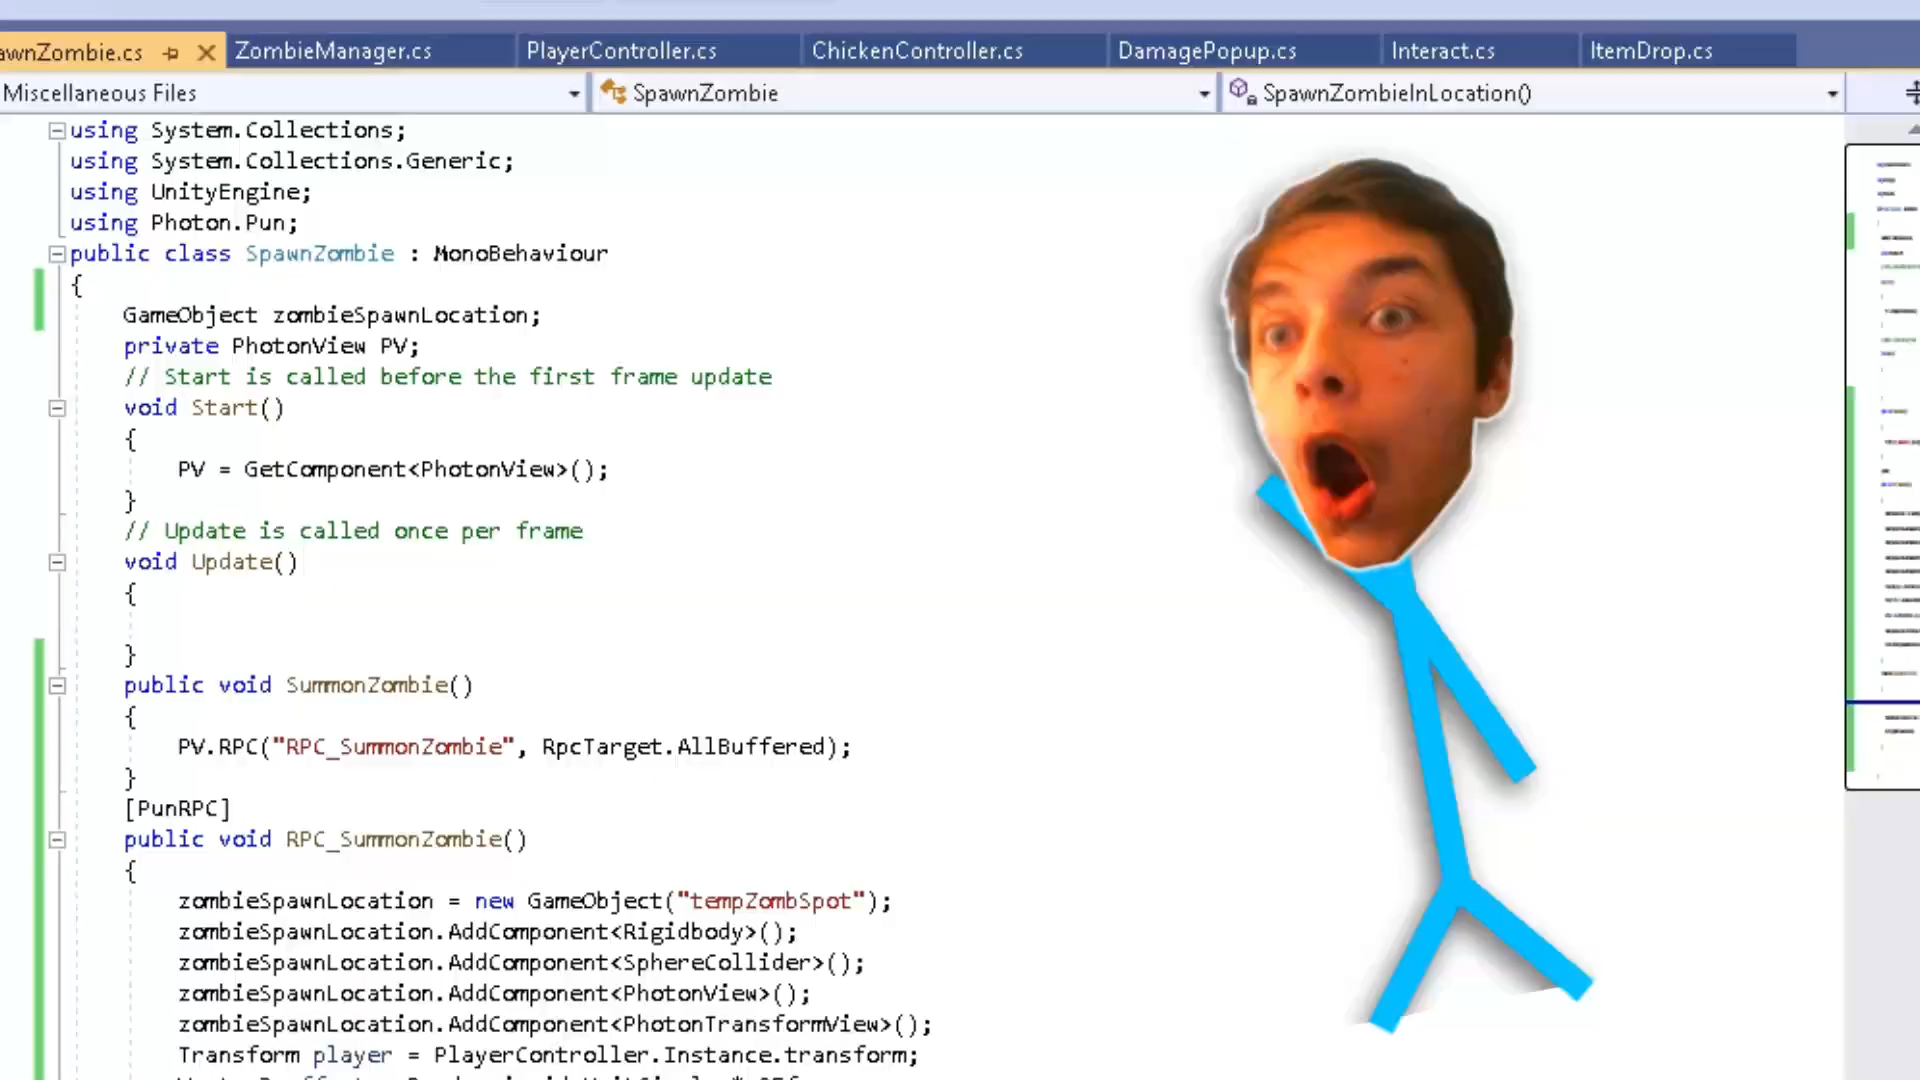 awnZombie.cs ZombieManager.cs PlayerController.cs ChickenController.cs DamagePopup.cs Interact.cs ItemDrop.cs
Miscellaneous Files SpawnZombie SpawnZombieInLocation()
using System.Collections;
using System.Collections.Generic;
using UnityEngine;
using Photon.Pun;
public class SpawnZombie : MonoBehaviour
{
GameObject zombieSpawnLocation;
private PhotonView PV;
// Start is called before the first frame update
void Start()
{
PV = GetComponent<PhotonView>();
}
// Update is called once per frame
void Update()
{
}
public void SummonZombie()
{
PV.RPC("RPC_SummonZombie", RpcTarget.AllBuffered);
}
[PunRPC]
public void RPC_SummonZombie()
{
zombieSpawnLocation = new GameObject("tempZombSpot");
zombieSpawnLocation.AddComponent<Rigidbody>();
zombieSpawnLocation.AddComponent<SphereCollider>();
zombieSpawnLocation.AddComponent<PhotonView>();
zombieSpawnLocation.AddComponent<PhotonTransformView>();
Transform player = PlayerController.Instance.transform;